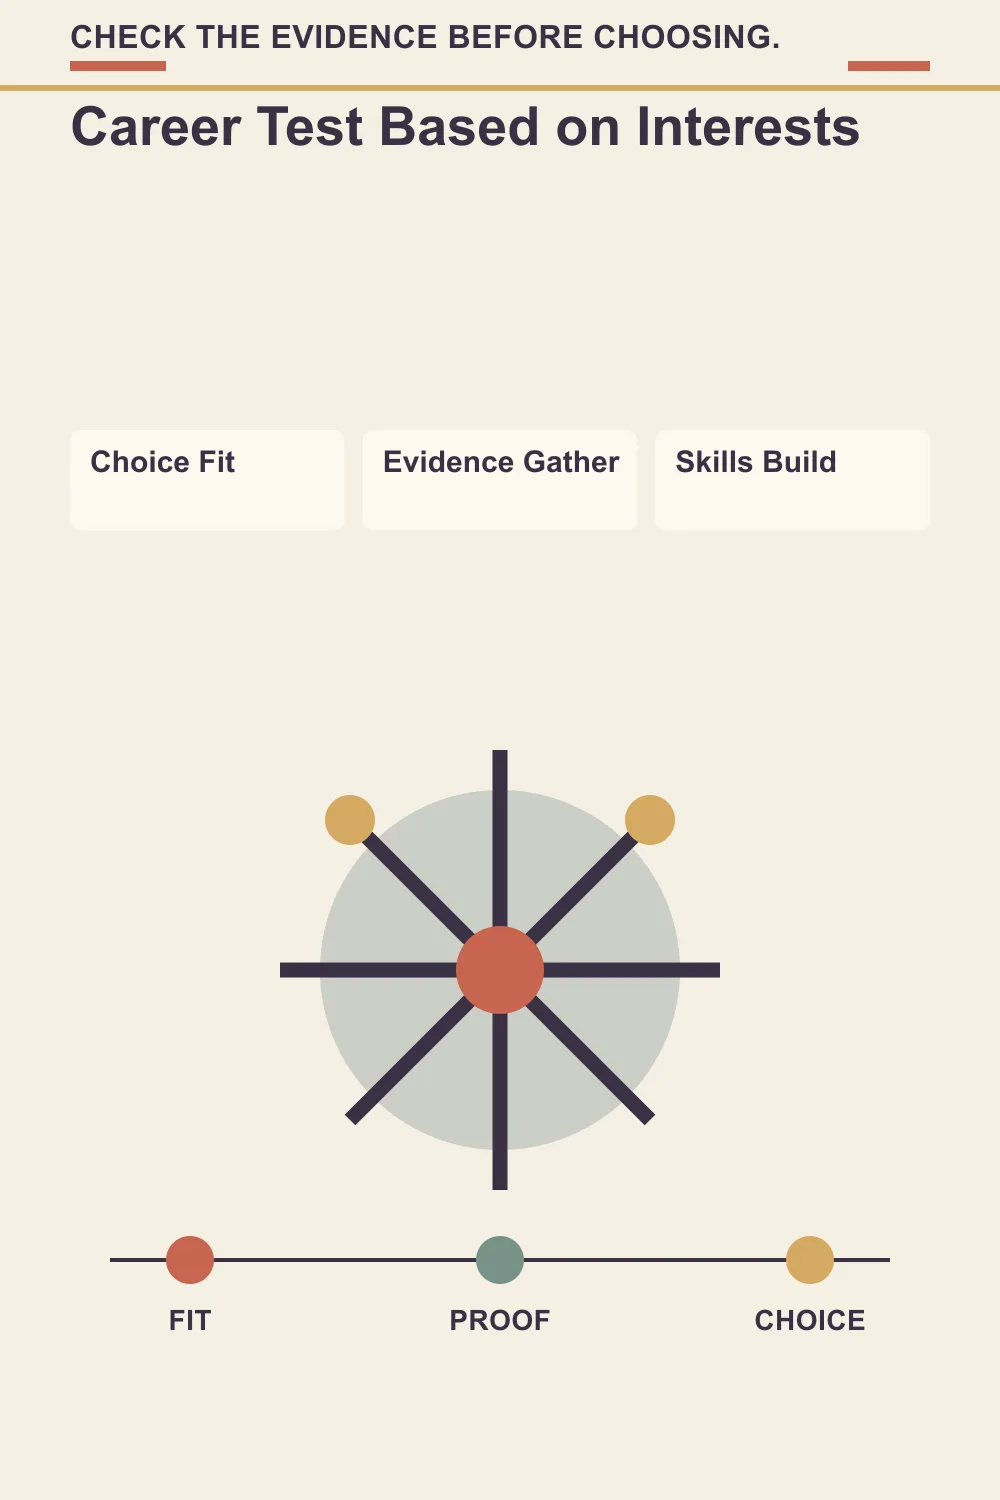 CHECK THE EVIDENCE BEFORE CHOOSING.
Career Test Based on Interests
Choice Fit
Evidence Gather
Skills Build
FIT
PROOF
CHOICE